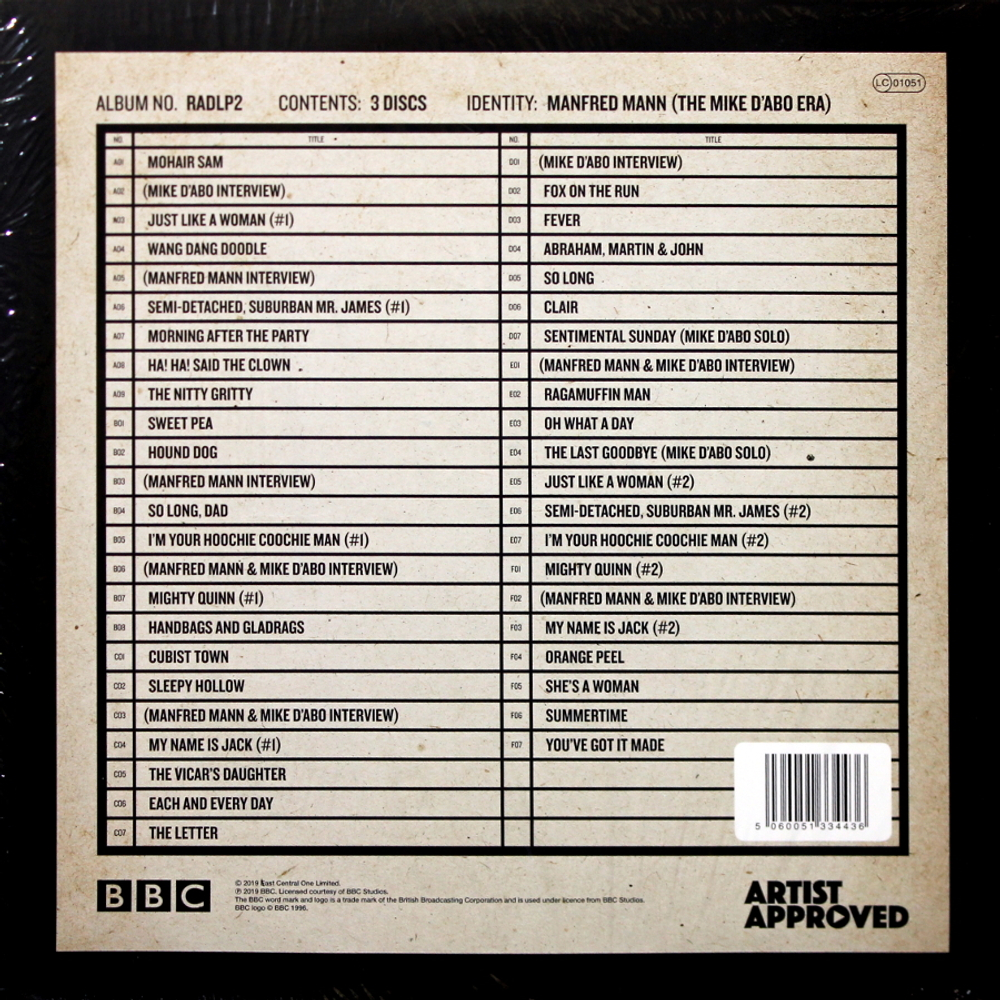 LC 01051
ALBUM NO. RADLP2 CONTENTS: 3 DISCS IDENTITY: MANFRED MANN (THE MIKE D'ABO ERA)
NO. TITLE
A01 MOHAIR SAM
A02 (MIKE D'ABO INTERVIEW)
A03 JUST LIKE A WOMAN (#1)
A04 WANG DANG DOODLE
A05 (MANFRED MANN INTERVIEW)
A06 SEMI-DETACHED, SUBURBAN MR. JAMES (#1)
A07 MORNING AFTER THE PARTY
A08 HA! HA! SAID THE CLOWN
A09 THE NITTY GRITTY
B01 SWEET PEA
B02 HOUND DOG
B03 (MANFRED MANN INTERVIEW)
B04 SO LONG, DAD
B05 I'M YOUR HOOCHIE COOCHIE MAN (#1)
B06 (MANFRED MANN & MIKE D'ABO INTERVIEW)
B07 MIGHTY QUINN (#1)
B08 HANDBAGS AND GLADRAGS
C01 CUBIST TOWN
C02 SLEEPY HOLLOW
C03 (MANFRED MANN & MIKE D'ABO INTERVIEW)
C04 MY NAME IS JACK (#1)
C05 THE VICAR'S DAUGHTER
C06 EACH AND EVERY DAY
C07 THE LETTER
NO. TITLE
D01 (MIKE D'ABO INTERVIEW)
D02 FOX ON THE RUN
D03 FEVER
D04 ABRAHAM, MARTIN & JOHN
D05 SO LONG
D06 CLAIR
D07 SENTIMENTAL SUNDAY (MIKE D'ABO SOLO)
E01 (MANFRED MANN & MIKE D'ABO INTERVIEW)
E02 RAGAMUFFIN MAN
E03 OH WHAT A DAY
E04 THE LAST GOODBYE (MIKE D'ABO SOLO)
E05 JUST LIKE A WOMAN (#2)
E06 SEMI-DETACHED, SUBURBAN MR. JAMES (#2)
E07 I'M YOUR HOOCHIE COOCHIE MAN (#2)
F01 MIGHTY QUINN (#2)
F02 (MANFRED MANN & MIKE D'ABO INTERVIEW)
F03 MY NAME IS JACK (#2)
F04 ORANGE PEEL
F05 SHE'S A WOMAN
F06 SUMMERTIME
F07 YOU'VE GOT IT MADE
5 060051 334436
BBC
© 2019 East Central One Limited.
℗ 2019 BBC. Licensed courtesy of BBC Studios.
The BBC word mark and logo is a trade mark of the British Broadcasting Corporation and is used under licence from BBC Studios.
BBC logo © BBC 1996.
ARTIST
APPROVED